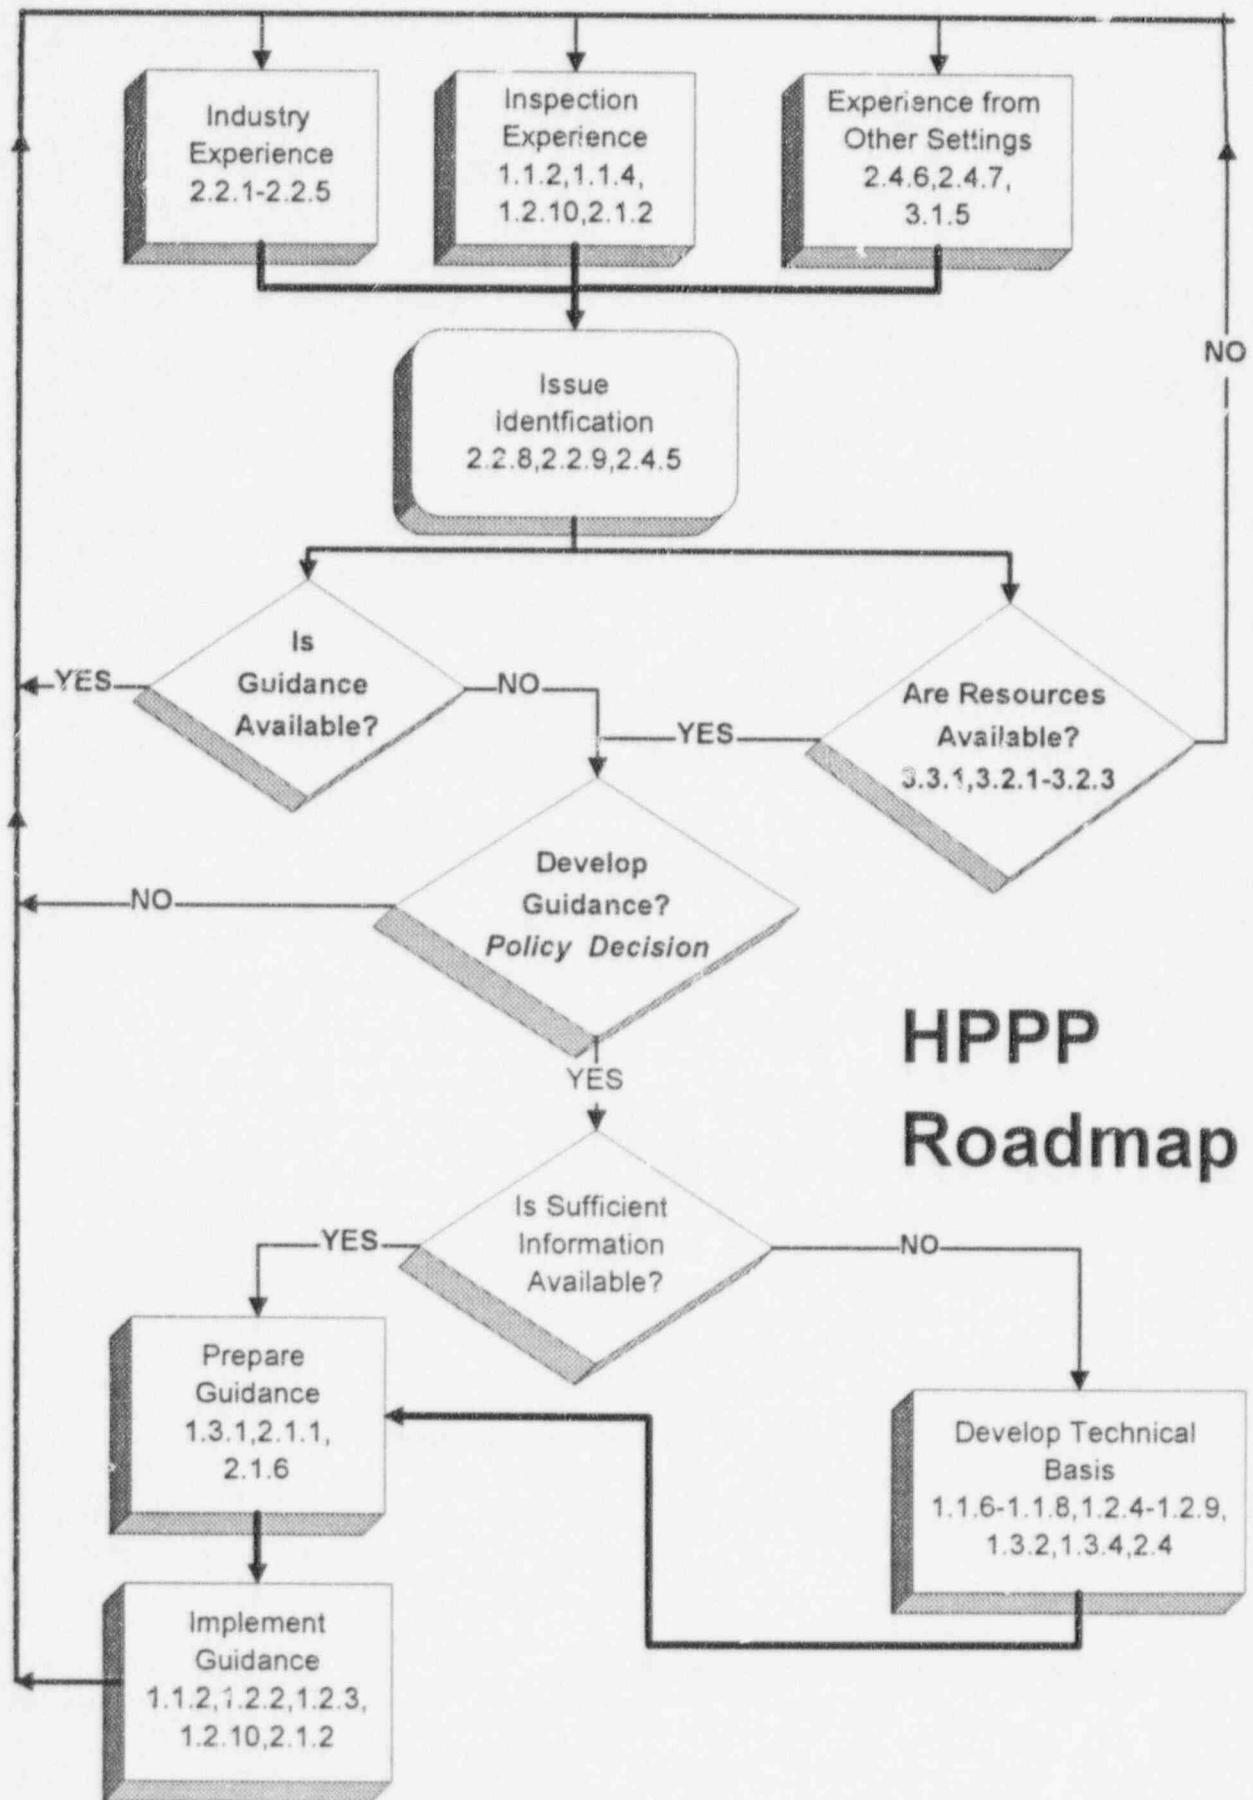 Industry
Experience
2.2.1-2.2.5
Inspection
Experience
1.1.2,1.1.4,
1.2.10,2.1.2
Experience from
Other Settings
2.4.6,2.4.7,
3.1.5
NO
Issue
Identfication
2.2.8,2.2.9,2.4.5
Is
Guidance
Available?
YES
NO
Are Resources
Available?
3.3.1,3.2.1-3.2.3
YES
Develop
Guidance?
Policy Decision
NO
YES
HPPP
Roadmap
Is Sufficient
Information
Available?
YES
NO
Prepare
Guidance
1.3.1,2.1.1,
2.1.6
Develop Technical
Basis
1.1.6-1.1.8,1.2.4-1.2.9,
1.3.2,1.3.4,2.4
Implement
Guidance
1.1.2,1.2.2,1.2.3,
1.2.10,2.1.2